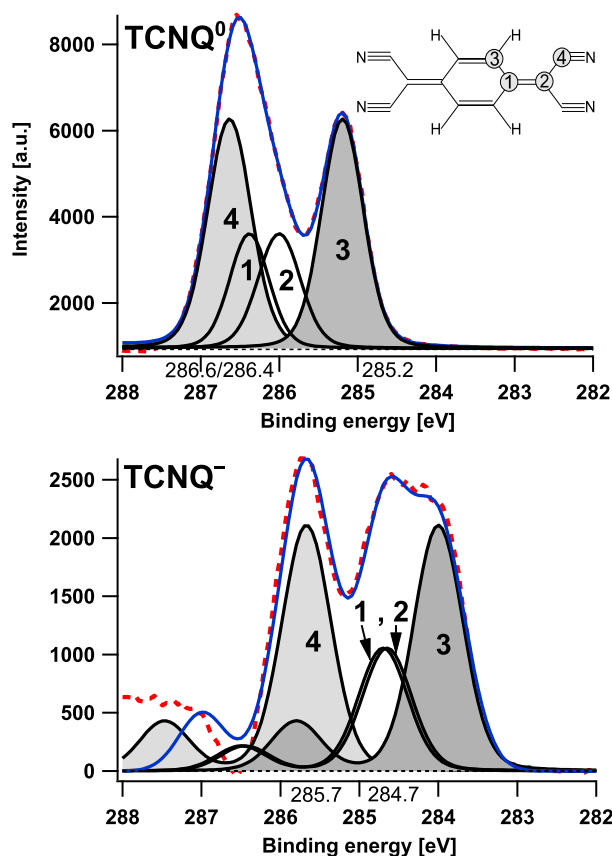 TCNQ⁰
8000
6000
4000
2000
Intensity [a.u.]
H H
N N
N N
H H
3 4
1 2
4
1
2
3
286.6/286.4 285.2
288 287 286 285 284 283 282
Binding energy [eV]
TCNQ⁻
2500
2000
1500
1000
500
0
1 , 2
4
3
285.7 284.7
288 287 286 285 284 283 282
Binding energy [eV]